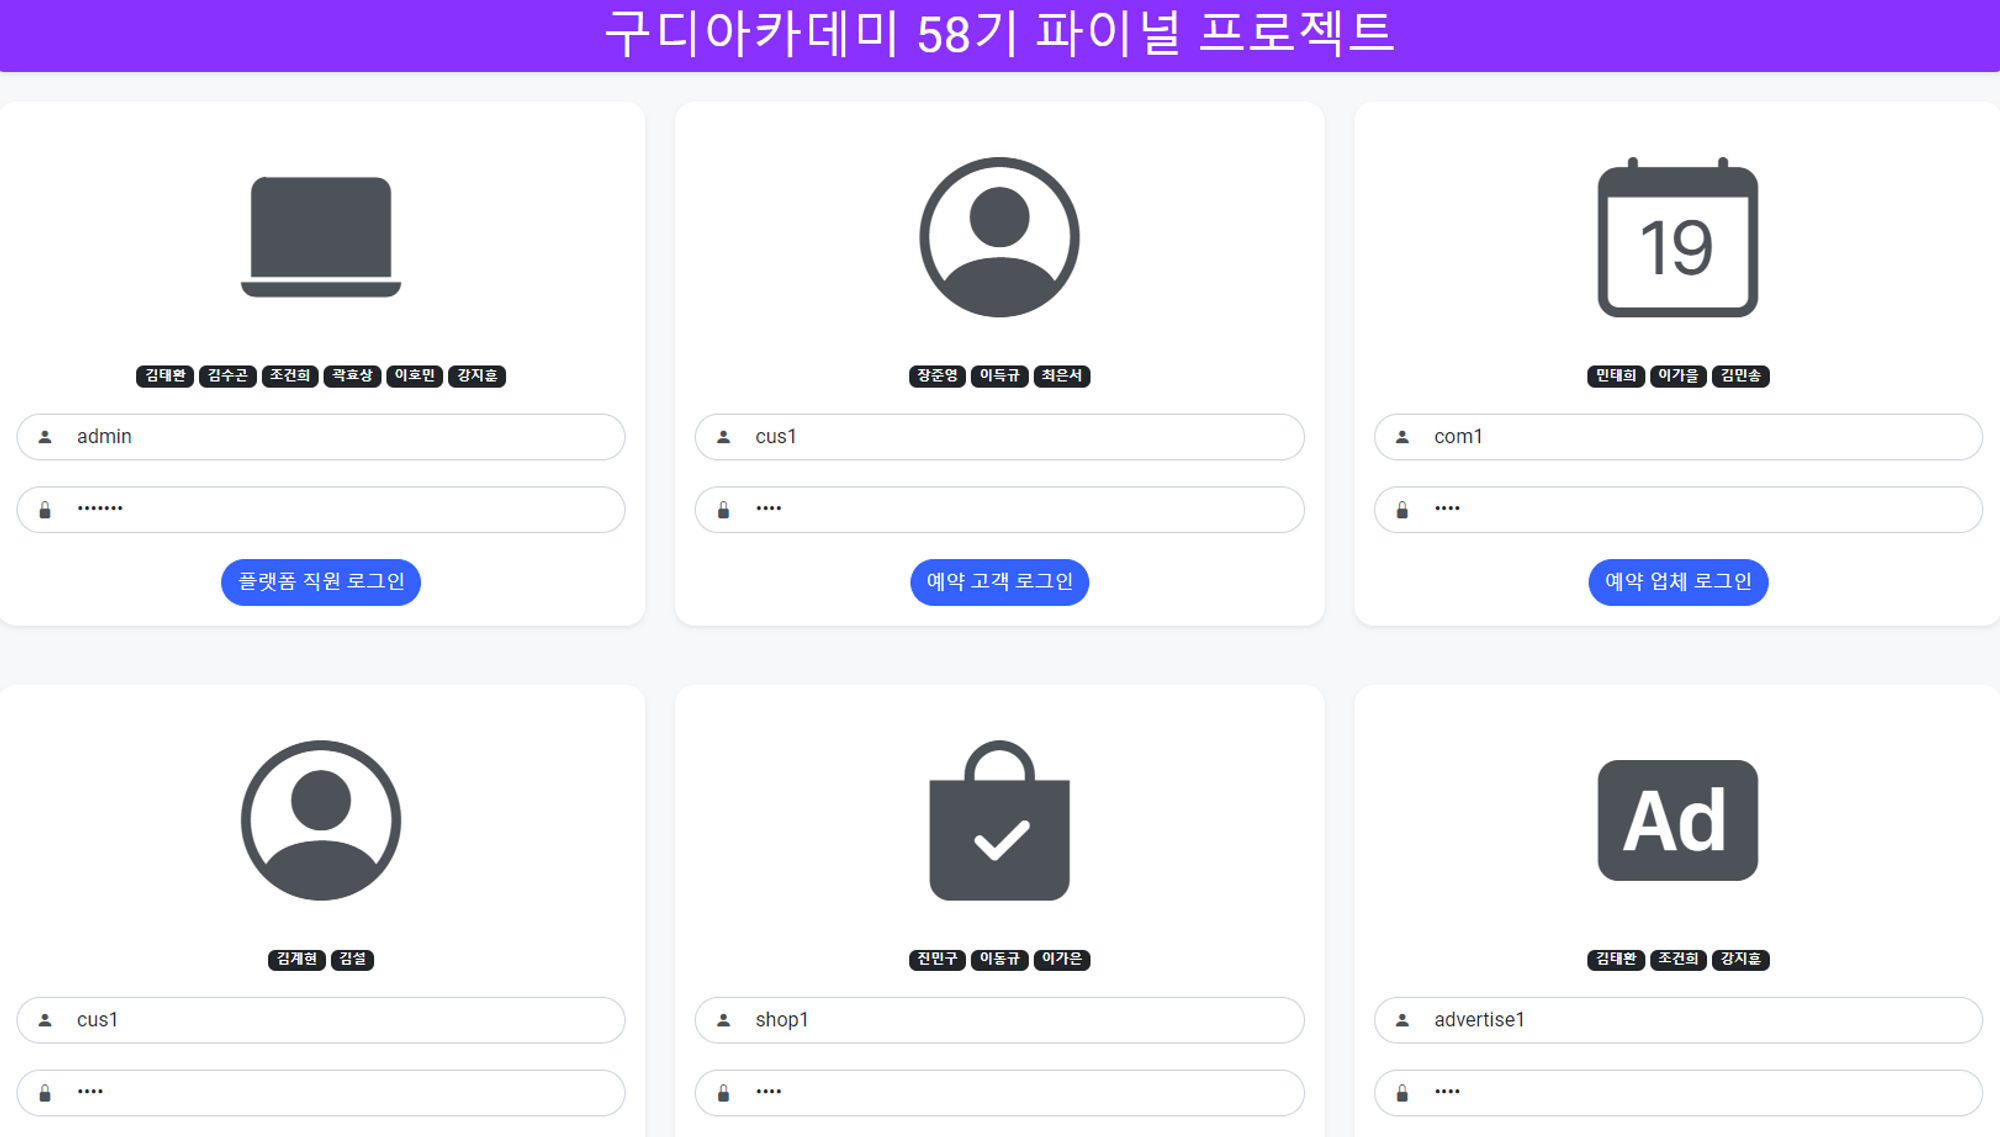 구디아카데미 58기 파이널 프로젝트
19
김태환 김수곤 조건희 곽효상 이호민 강지훈
장준영 이득규 최은서
민태희 이가을 김민송
admin
cus1
com1
•••••••
••••
••••
플랫폼 직원 로그인
예약 고객 로그인
예약 업체 로그인
Ad
김계현 김설
진민구 이동규 이가은
김태환 조건희 강지훈
cus1
shop1
advertise1
••••
••••
••••